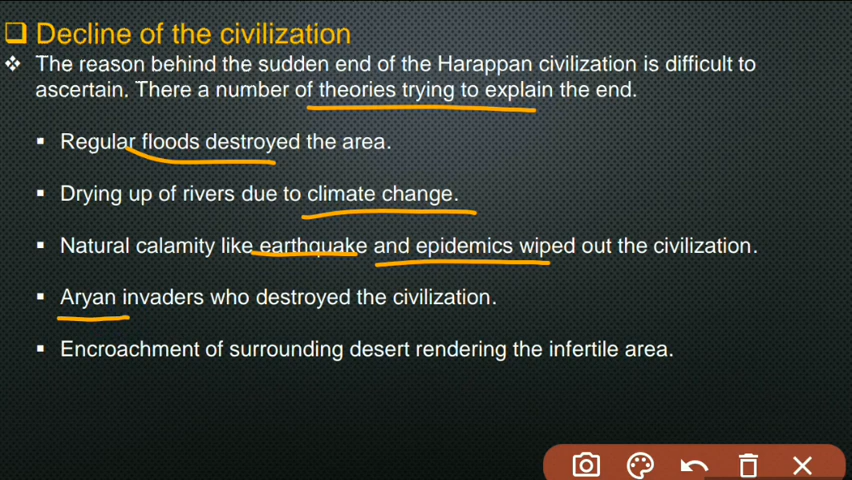 Decline of the civilization
The reason behind the sudden end of the Harappan civilization is difficult to
ascertain. There a number of theories trying to explain the end.
Regular floods destroyed the area.
Drying up of rivers due to climate change.
Natural calamity like earthquake and epidemics wiped out the civilization.
Aryan invaders who destroyed the civilization.
Encroachment of surrounding desert rendering the infertile area.